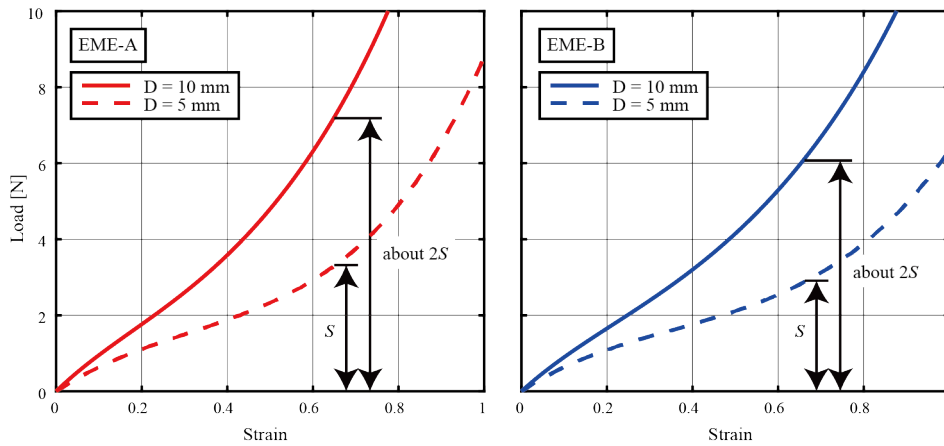 EME-A
D = 10 mm
D = 5 mm
10
8
6
4
2
0
Load [N]
about 2S
S
0
0.2
0.4
0.6
0.8
1
Strain
EME-B
D = 10 mm
D = 5 mm
about 2S
S
0
0.2
0.4
0.6
0.8
Strain